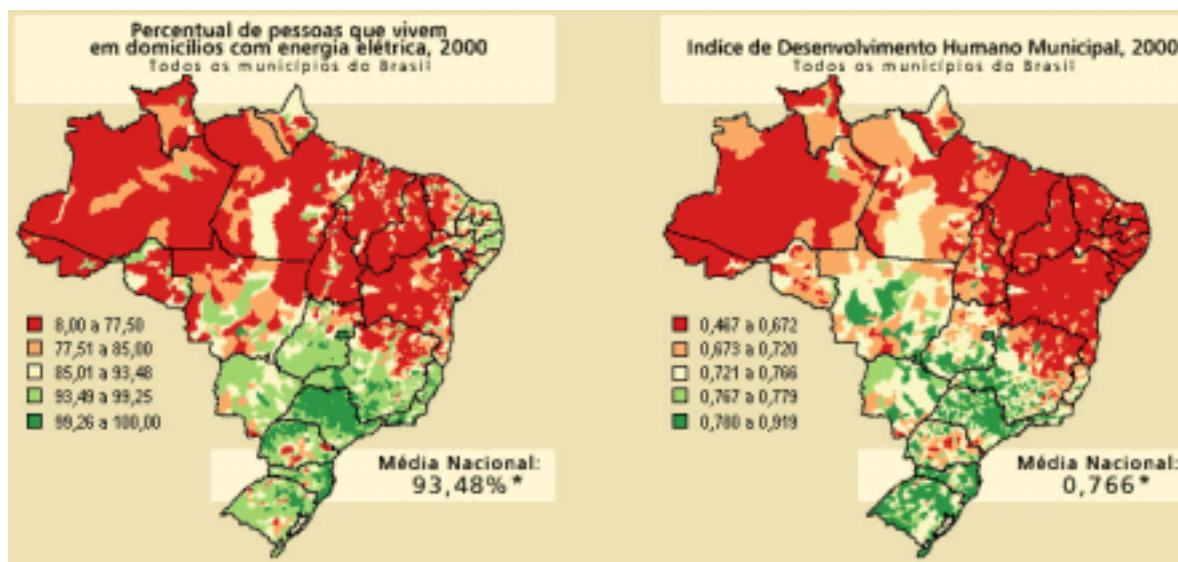 Percentual de pessoas que vivem
em domicílios com energia elétrica, 2000
Todos os municípios do Brasil
8,00 a 77,50
77,51 a 85,00
85,01 a 93,48
93,49 a 99,25
99,26 a 100,00
Média Nacional:
93,48%*
Indice de Desenvolvimento Humano Municipal, 2000
Todos os municípios do Brasil
0,467 a 0,672
0,673 a 0,720
0,721 a 0,766
0,767 a 0,779
0,780 a 0,919
Média Nacional:
0,766*